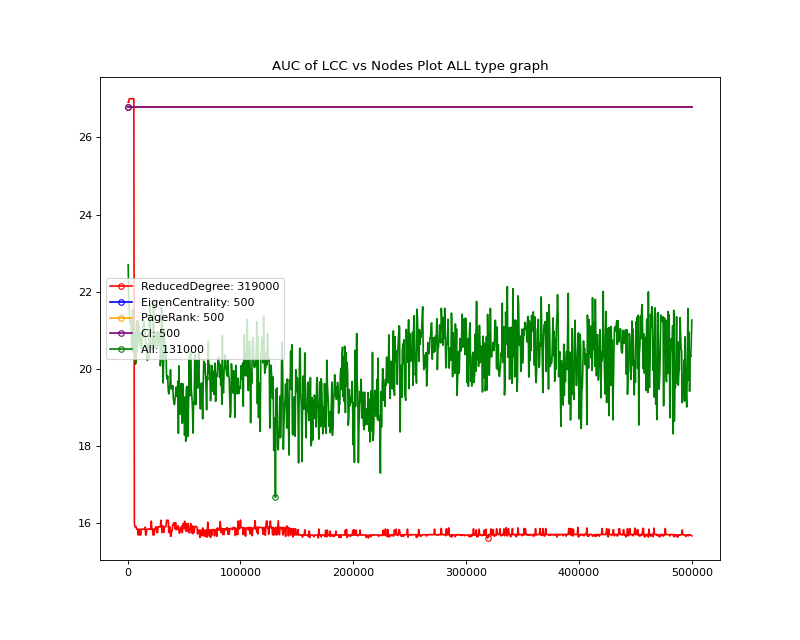 AUC of LCC vs Nodes Plot ALL type graph
26
24
22
20
18
16
ReducedDegree: 319000
EigenCentrality: 500
PageRank: 500
CI: 500
All: 131000
0 100000 200000 300000 400000 500000